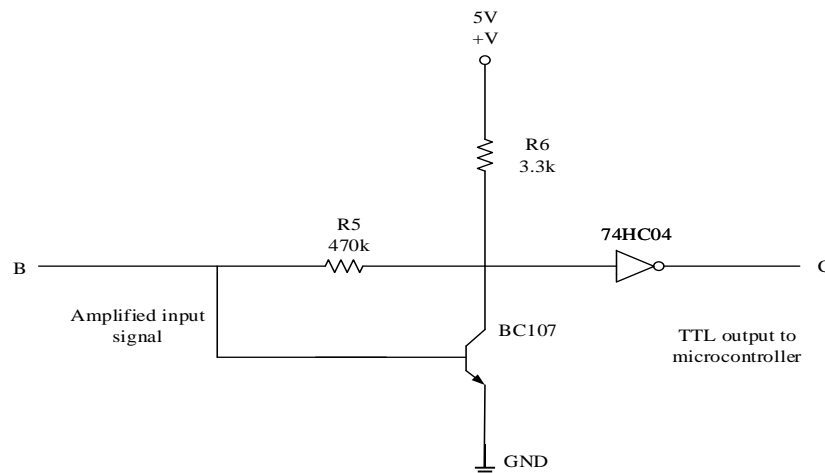 5V
+V
R6
3.3k
R5
470k
74HC04
B
Amplified input
signal
BC107
TTL output to
microcontroller
GND